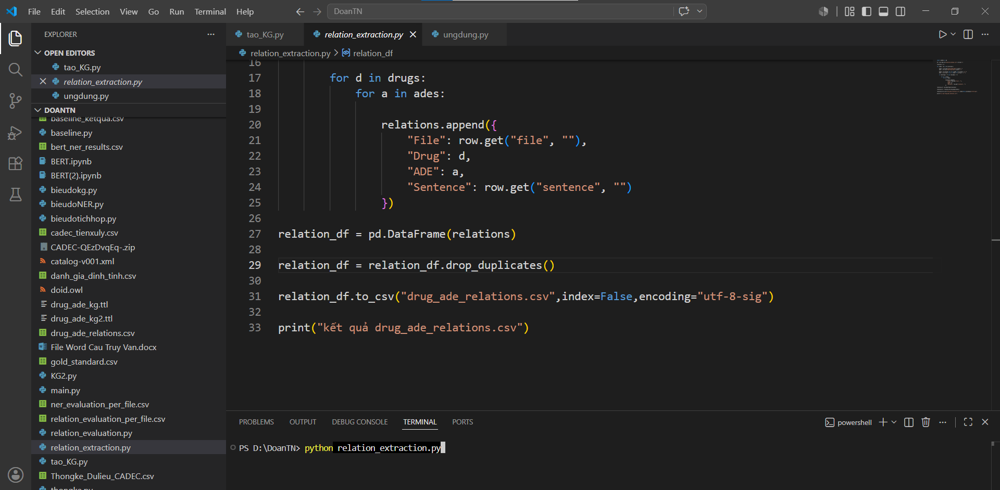 File Edit Selection View Go Run Terminal Help
DoanTN
EXPLORER
OPEN EDITORS
tao_KG.py
relation_extraction.py
ungdung.py
DOANTN
baseline_ketqua.csv
baseline.py
bert_ner_results.csv
BERT.ipynb
BERT(2).ipynb
bieudokg.py
bieudoNER.py
bieudotichhop.py
cadec_tienxuly.csv
CADEC-QEzDvqEq-.zip
catalog-v001.xml
danh_gia_dinh_tinh.csv
doid.owl
drug_ade_kg.ttl
drug_ade_kg2.ttl
drug_ade_relations.csv
File Word Cau Truy Van.docx
gold_standard.csv
KG2.py
main.py
ner_evaluation_per_file.csv
relation_evaluation_per_file.csv
relation_evaluation.py
relation_extraction.py
tao_KG.py
Thongke_Dulieu_CADEC.csv
thongke.py
tao_KG.py relation_extraction.py ungdung.py
relation_extraction.py > relation_df
16
17 for d in drugs:
18 for a in ades:
19
20 relations.append({
21 "File": row.get("file", ""),
22 "Drug": d,
23 "ADE": a,
24 "Sentence": row.get("sentence", "")
25 })
26
27 relation_df = pd.DataFrame(relations)
28
29 relation_df = relation_df.drop_duplicates()
30
31 relation_df.to_csv("drug_ade_relations.csv",index=False,encoding="utf-8-sig")
32
33 print("kết quả drug_ade_relations.csv")
PROBLEMS OUTPUT DEBUG CONSOLE TERMINAL PORTS
powershell
PS D:\DoanTN> python relation_extraction.py